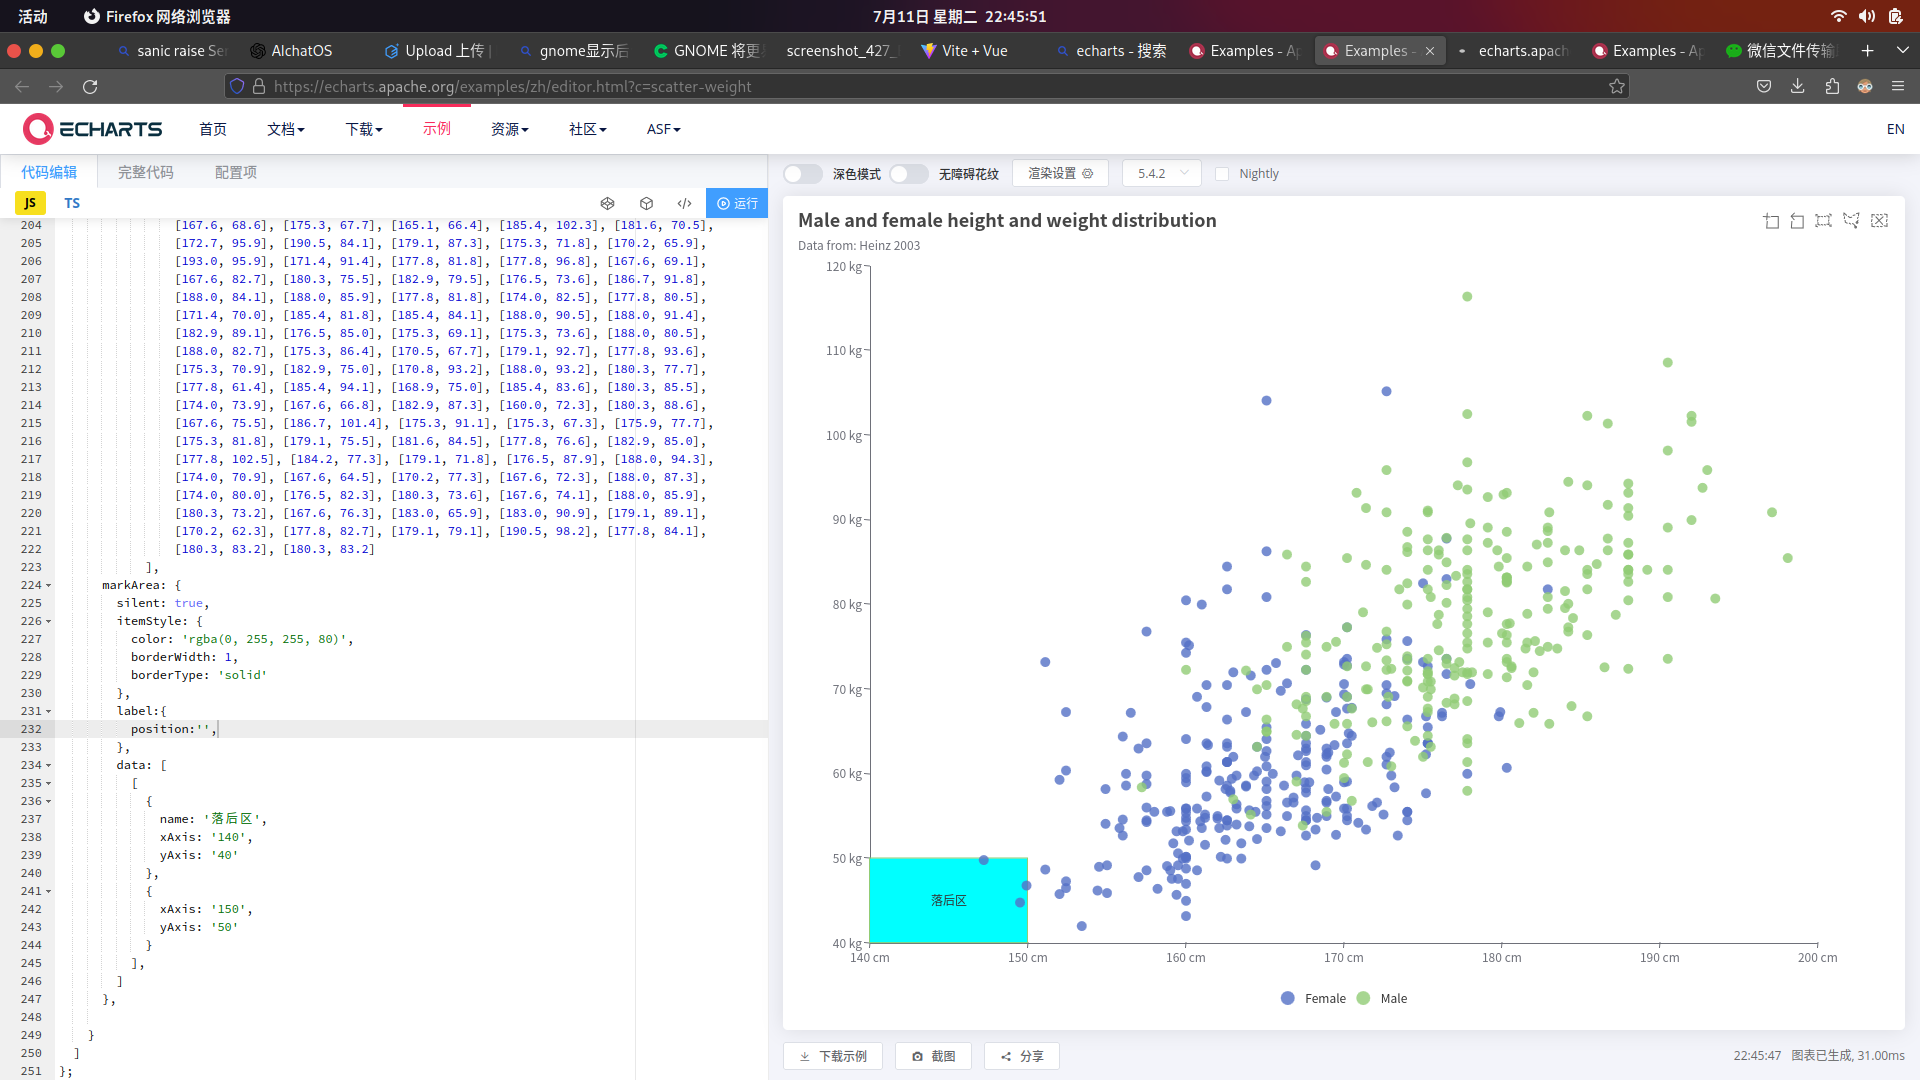 活动
Firefox 网络浏览器
7月11日 星期二 22:45:51
sanic raise Se
AIchatOS
Upload 上传 |
gnome显示后
GNOME 将更
screenshot_427_
Vite + Vue
echarts - 搜索
Examples - Ap
Examples -
echarts.apach
Examples - Ap
微信文件传输
https://echarts.apache.org/examples/zh/editor.html?c=scatter-weight
ECHARTS
首页
文档
下载
示例
资源
社区
ASF
EN
代码编辑
完整代码
配置项
JS
TS
运行
204 [167.6, 68.6], [175.3, 67.7], [165.1, 66.4], [185.4, 102.3], [181.6, 70.5],
205 [172.7, 95.9], [190.5, 84.1], [179.1, 87.3], [175.3, 71.8], [170.2, 65.9],
206 [193.0, 95.9], [171.4, 91.4], [177.8, 81.8], [177.8, 96.8], [167.6, 69.1],
207 [167.6, 82.7], [180.3, 75.5], [182.9, 79.5], [176.5, 73.6], [186.7, 91.8],
208 [188.0, 84.1], [188.0, 85.9], [177.8, 81.8], [174.0, 82.5], [177.8, 80.5],
209 [171.4, 70.0], [185.4, 81.8], [185.4, 84.1], [188.0, 90.5], [188.0, 91.4],
210 [182.9, 89.1], [176.5, 85.0], [175.3, 69.1], [175.3, 73.6], [188.0, 80.5],
211 [188.0, 82.7], [175.3, 86.4], [170.5, 67.7], [179.1, 92.7], [177.8, 93.6],
212 [175.3, 70.9], [182.9, 75.0], [170.8, 93.2], [188.0, 93.2], [180.3, 77.7],
213 [177.8, 61.4], [185.4, 94.1], [168.9, 75.0], [185.4, 83.6], [180.3, 85.5],
214 [174.0, 73.9], [167.6, 66.8], [182.9, 87.3], [160.0, 72.3], [180.3, 88.6],
215 [167.6, 75.5], [186.7, 101.4], [175.3, 91.1], [175.3, 67.3], [175.9, 77.7],
216 [175.3, 81.8], [179.1, 75.5], [181.6, 84.5], [177.8, 76.6], [182.9, 85.0],
217 [177.8, 102.5], [184.2, 77.3], [179.1, 71.8], [176.5, 87.9], [188.0, 94.3],
218 [174.0, 70.9], [167.6, 64.5], [170.2, 77.3], [167.6, 72.3], [188.0, 87.3],
219 [174.0, 80.0], [176.5, 82.3], [180.3, 73.6], [167.6, 74.1], [188.0, 85.9],
220 [180.3, 73.2], [167.6, 76.3], [183.0, 65.9], [183.0, 90.9], [179.1, 89.1],
221 [170.2, 62.3], [177.8, 82.7], [179.1, 79.1], [190.5, 98.2], [177.8, 84.1],
222 [180.3, 83.2], [180.3, 83.2]
223 ],
224 markArea: {
225 silent: true,
226 itemStyle: {
227 color: 'rgba(0, 255, 255, 80)',
228 borderWidth: 1,
229 borderType: 'solid'
230 },
231 label:{
232 position:'',
233 },
234 data: [
235 [
236 {
237 name: '落后区',
238 xAxis: '140',
239 yAxis: '40'
240 },
241 {
242 xAxis: '150',
243 yAxis: '50'
244 }
245 ],
246 ]
247 },
248
249 }
250 ]
251 };
深色模式
无障碍花纹
渲染设置
5.4.2
Nightly
Male and female height and weight distribution
Data from: Heinz 2003
120 kg
110 kg
100 kg
90 kg
80 kg
70 kg
60 kg
50 kg
40 kg
落后区
140 cm
150 cm
160 cm
170 cm
180 cm
190 cm
200 cm
Female
Male
下载示例
截图
分享
22:45:47 图表已生成, 31.00ms